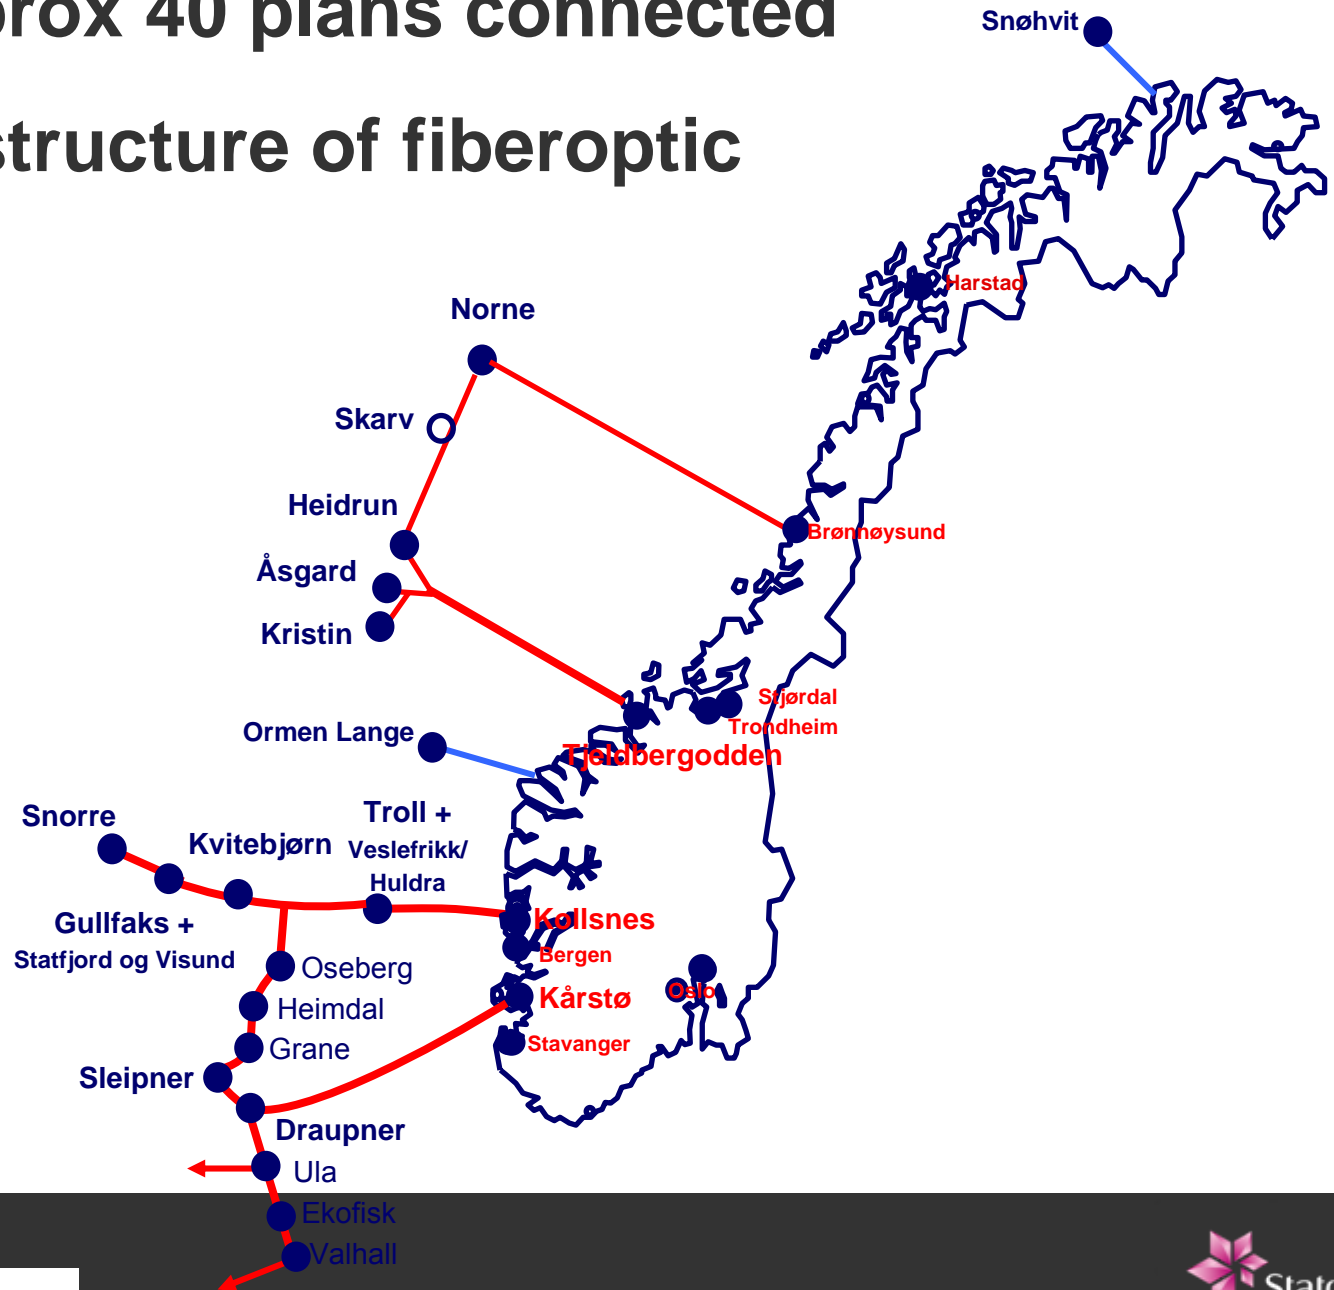 prox 40 plans connected
structure of fiberoptic
Snøhvit
Harstad
Norne
Skarv
Heidrun
Brønnøysund
Åsgard
Kristin
Stjørdal
Trondheim
Ormen Lange
Tjeldbergodden
Snorre
Troll +
Kvitebjørn
Veslefrikk/
Huldra
Gullfaks +
Statfjord og Visund
Kollsnes
Bergen
Oseberg
Oslo
Kårstø
Heimdal
Stavanger
Grane
Sleipner
Draupner
Ula
Ekofisk
Valhall